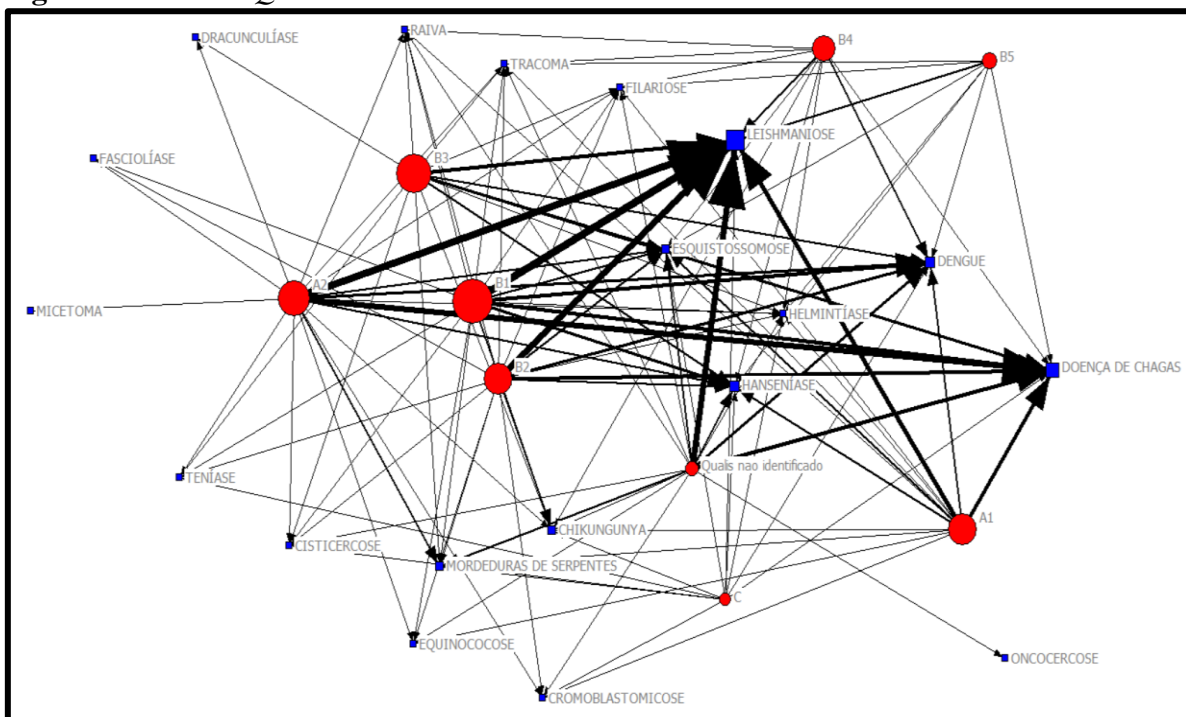 RAIVA
B4
DRACUNCULÍASE
B5
TRACOMA
FILARIOSE
LEISHMANIOSE
FASCIOLÍASE
B3
ESQUISTOSSOMOSE
DENGUE
A2
B1
MICETOMA
HELMINTÍASE
B2
DOENÇA DE CHAGAS
HANSENÍASE
Qualis nao identificado
TENÍASE
A1
CHIKUNGUNYA
CISTICERCOSE
MORDEDURAS DE SERPENTES
C
EQUINOCOCOSE
ONCOCERCOSE
CROMOBLASTOMICOSE